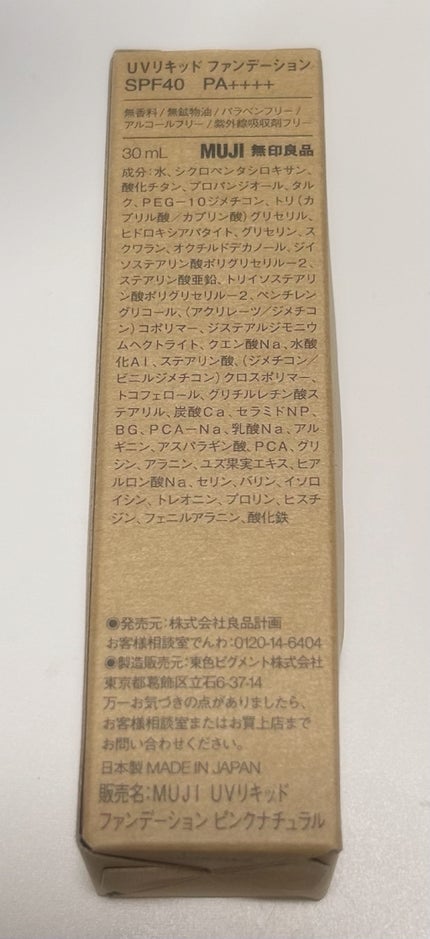 UVリキッド ファンデーション
SPF40 PA++++
無香料/無鉱物油/パラベンフリー/
アルコールフリー/紫外線吸収剤フリー
30mL MUJI 無印良品
成分:水、シクロペンタシロキサン、
酸化チタン、プロパンジオール、タル
ク、PEG-10ジメチコン、トリ(カ
プリル酸/カプリン酸)グリセリル、
ヒドロキシアパタイト、グリセリン、ス
クワラン、オクチルドデカノール、ジイ
ソステアリン酸ポリグリセリル-2、
ステアリン酸亜鉛、トリイソステアリ
ン酸ポリグリセリル-2、ペンチレン
グリコール、(アクリレーツ/ジメチコ
ン)コポリマー、ジステアルジモニウ
ムヘクトライト、クエン酸Na、水酸
化Al、ステアリン酸、(ジメチコン/
ビニルジメチコン)クロスポリマー、
トコフェロール、グリチルレチン酸ス
テアリル、炭酸Ca、セラミドNP、
BG、PCA-Na、乳酸Na、アル
ギニン、アスパラギン酸、PCA、グリ
シン、アラニン、ユズ果実エキス、ヒア
ルロン酸Na、セリン、バリン、イソロ
イシン、トレオニン、プロリン、ヒスチ
ジン、フェニルアラニン、酸化鉄
◉発売元:株式会社良品計画
お客様相談室でんわ:0120-14-6404
◉製造販売元:東色ピグメント株式会社
東京都葛飾区立石6-37-14
万一お気づきの点がありましたら、
お客様相談室またはお買上店まで
お問い合わせください。
日本製 MADE IN JAPAN
販売名:MUJI UVリキッド
ファンデーション ピンクナチュラル